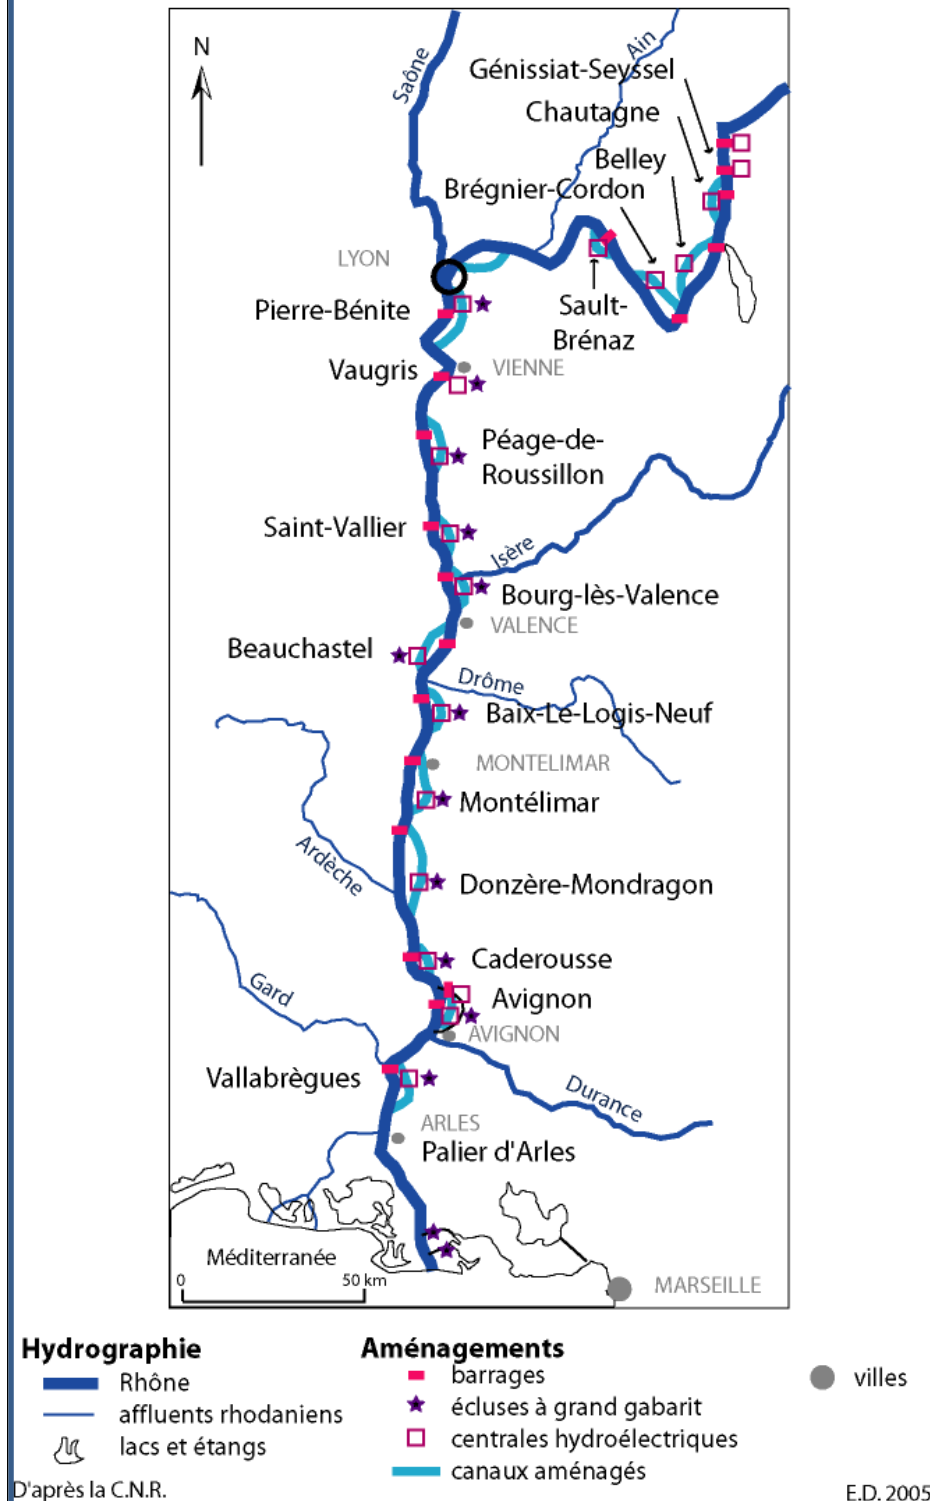 N
Saône
Ain
Génissiat-Seyssel
Chautagne
Belley
Brégnier-Cordon
LYON
Sault-
Brénaz
Pierre-Bénite
Vaugris
VIENNE
Péage-de-
Roussillon
Saint-Vallier
Isère
Bourg-lès-Valence
VALENCE
Beauchastel
Drôme
Baix-Le-Logis-Neuf
MONTELIMAR
Montélimar
Ardèche
Donzère-Mondragon
Caderousse
Gard
Avignon
AVIGNON
Vallabrègues
Durance
ARLES
Palier d'Arles
Méditerranée
0
50 km
MARSEILLE
Hydrographie
Rhône
affluents rhodaniens
lacs et étangs
Aménagements
barrages
écluses à grand gabarit
centrales hydroélectriques
canaux aménagés
villes
D'après la C.N.R.
E.D. 2005